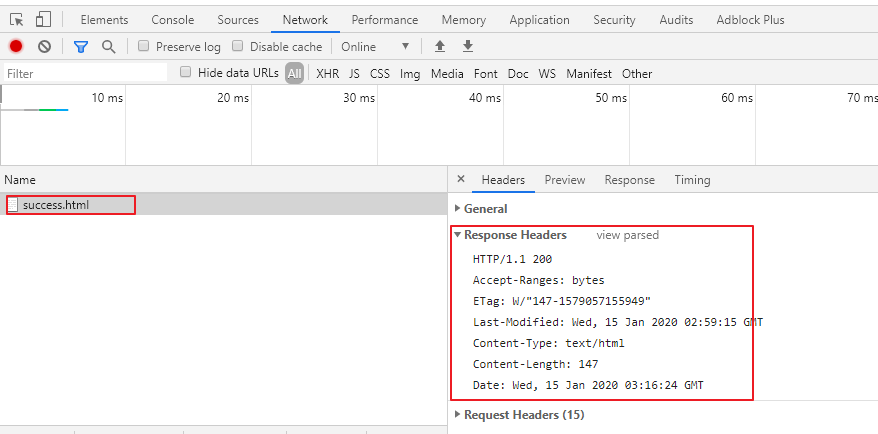 Elements Console Sources Network Performance Memory Application Security Audits Adblock Plus
Preserve log Disable cache Online
Filter Hide data URLs All XHR JS CSS Img Media Font Doc WS Manifest Other
10 ms 20 ms 30 ms 40 ms 50 ms 60 ms 70 ms
Name × Headers Preview Response Timing
success.html
General
Response Headers view parsed
HTTP/1.1 200
Accept-Ranges: bytes
ETag: W/"147-1579057155949"
Last-Modified: Wed, 15 Jan 2020 02:59:15 GMT
Content-Type: text/html
Content-Length: 147
Date: Wed, 15 Jan 2020 03:16:24 GMT
Request Headers (15)